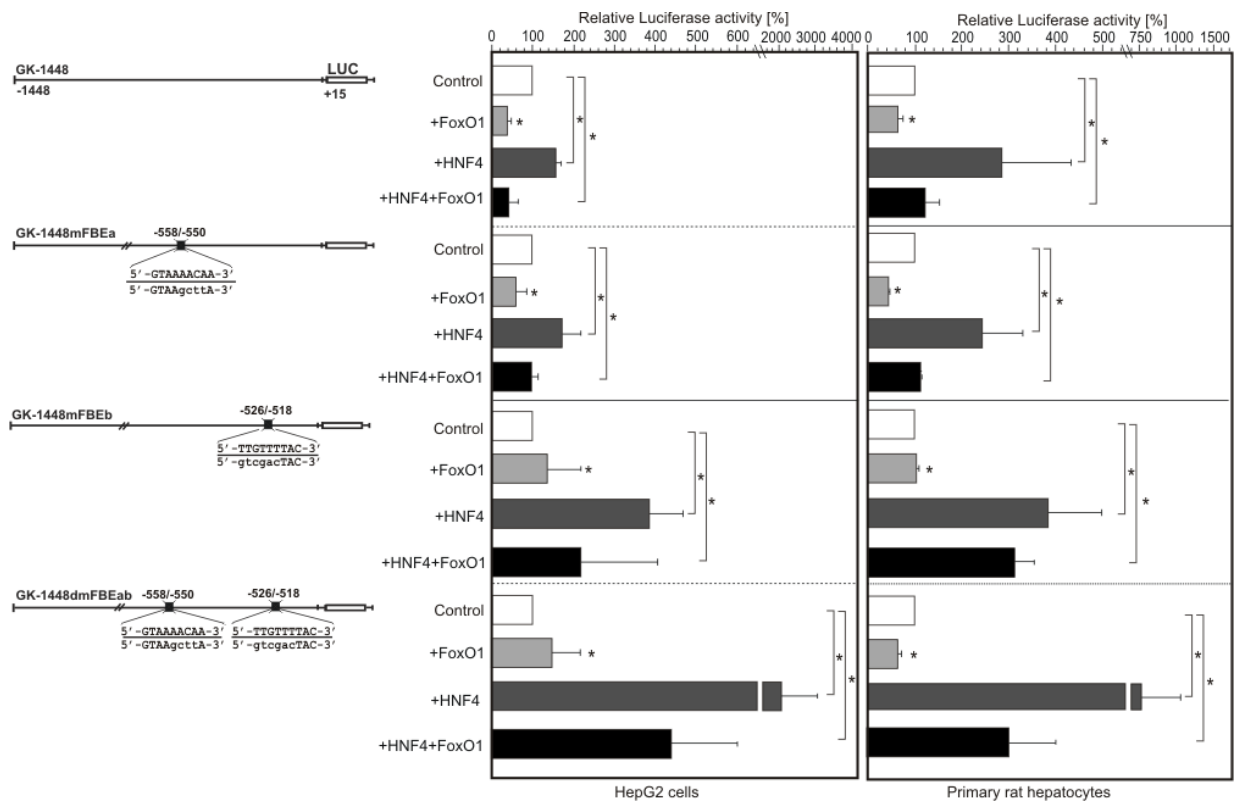 Relative Luciferase activity [%]
0 100 200 300 400 500 600 2000 3000 4000
Relative Luciferase activity [%]
0 100 200 300 400 500 750 1000 1500
GK-1448
LUC
-1448
+15
Control
+FoxO1
*
*
+HNF4
+HNF4+FoxO1
*
*
*
*
GK-1448mFBEa
-558/-550
5'-GTAAAACAA-3'
5'-GTAAgcttA-3'
Control
+FoxO1
*
*
+HNF4
+HNF4+FoxO1
*
*
*
*
GK-1448mFBEb
-526/-518
5'-TTGTTTTAC-3'
5'-gtcgacTAC-3'
Control
+FoxO1
*
*
+HNF4
+HNF4+FoxO1
*
*
*
*
GK-1448dmFBEab
-558/-550
-526/-518
5'-GTAAAACAA-3'
5'-GTAAgcttA-3'
5'-TTGTTTTAC-3'
5'-gtcgacTAC-3'
Control
+FoxO1
*
*
+HNF4
+HNF4+FoxO1
*
*
*
*
HepG2 cells
Primary rat hepatocytes